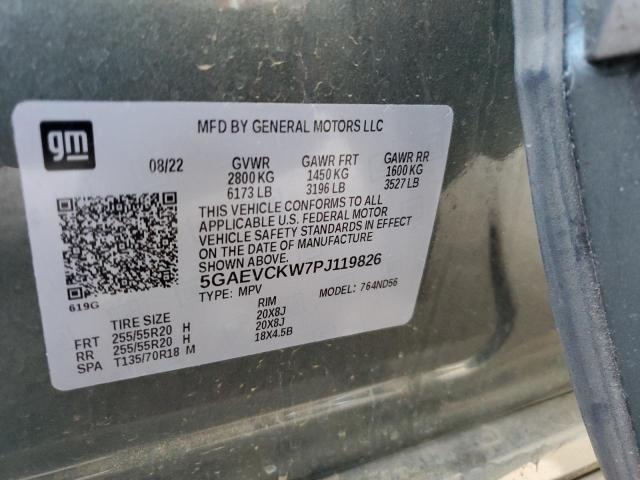 gm
MFD BY GENERAL MOTORS LLC
08/22 GVWR GAWR FRT GAWR RR
2800 KG 1450 KG 1600 KG
6173 LB 3196 LB 3527 LB
THIS VEHICLE CONFORMS TO ALL
APPLICABLE U.S. FEDERAL MOTOR
VEHICLE SAFETY STANDARDS IN EFFECT
ON THE DATE OF MANUFACTURE
SHOWN ABOVE.
5GAEVCKW7PJ119826
619G TYPE: MPV MODEL: 764ND56
TIRE SIZE RIM
FRT 255/55R20 H 20X8J
RR 255/55R20 H 20X8J
SPA T135/70R18 M 18X4.5B